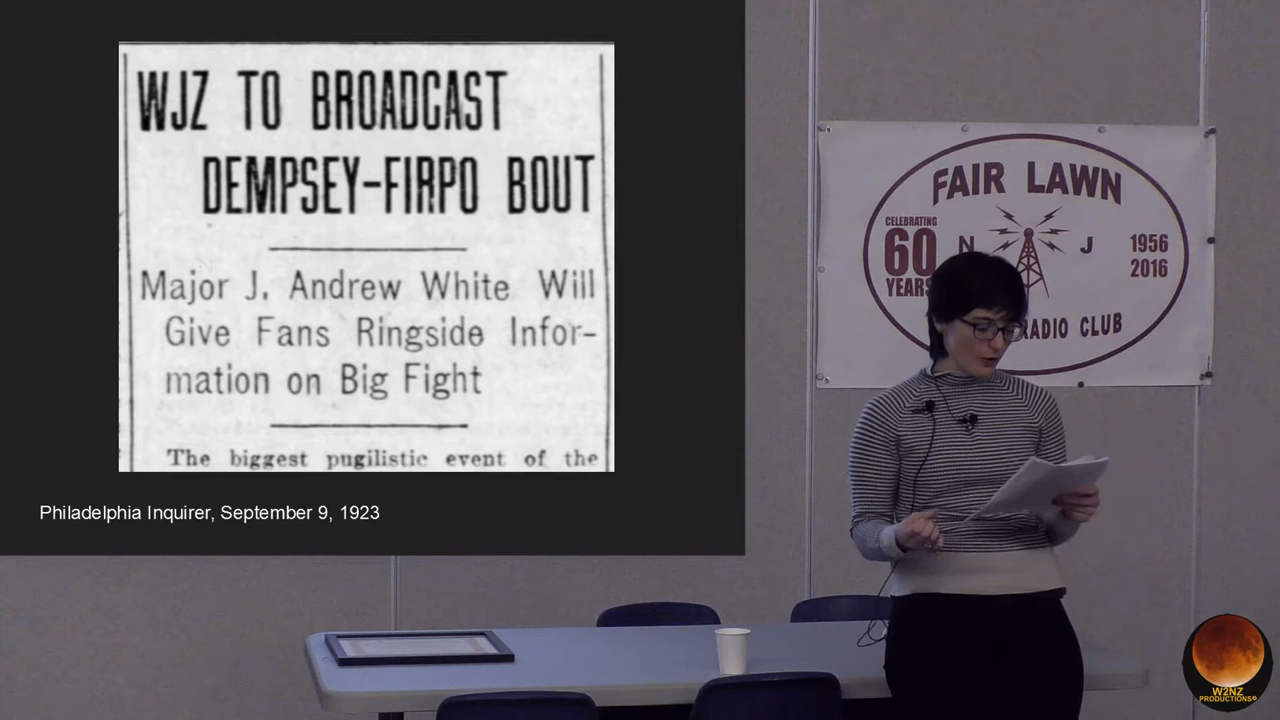 WJZ TO BROADCAST
DEMPSEY-FIRPO BOUT
Major J. Andrew White Will
Give Fans Ringside Infor-
mation on Big Fight
The biggest pugilistic event of the
Philadelphia Inquirer, September 9, 1923
FAIR LAWN
CELEBRATING
60
YEARS
N J
1956
2016
RADIO CLUB
W2NZ
PRODUCTIONS©